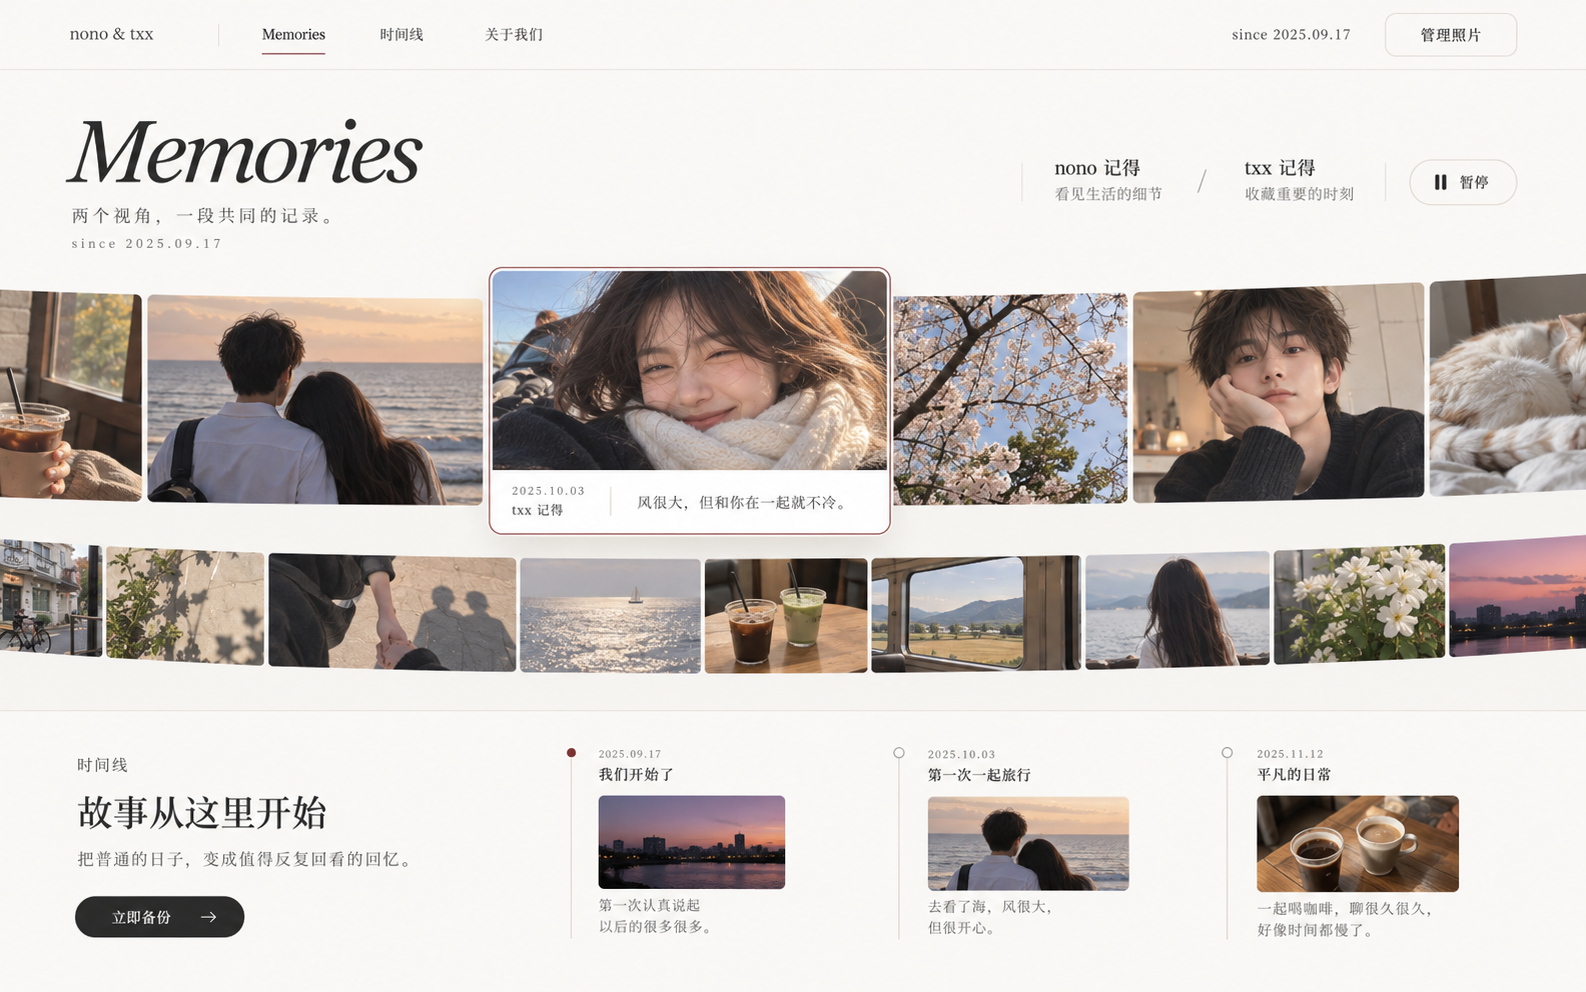 nono & txx
Memories
时间线
关于我们
since 2025.09.17
管理照片
Memories
两个视角，一段共同的记录。
since 2025.09.17
nono 记得
看见生活的细节
/
txx 记得
收藏重要的时刻
暂停
2025.10.03
txx 记得
风很大，但和你在一起就不冷。
时间线
故事从这里开始
把普通的日子，变成值得反复回看的回忆。
立即备份 →
2025.09.17
我们开始了
第一次认真说起
以后的很多很多。
2025.10.03
第一次一起旅行
去看了海，风很大，
但很开心。
2025.11.12
平凡的日常
一起喝咖啡，聊很久很久，
好像时间都慢了。